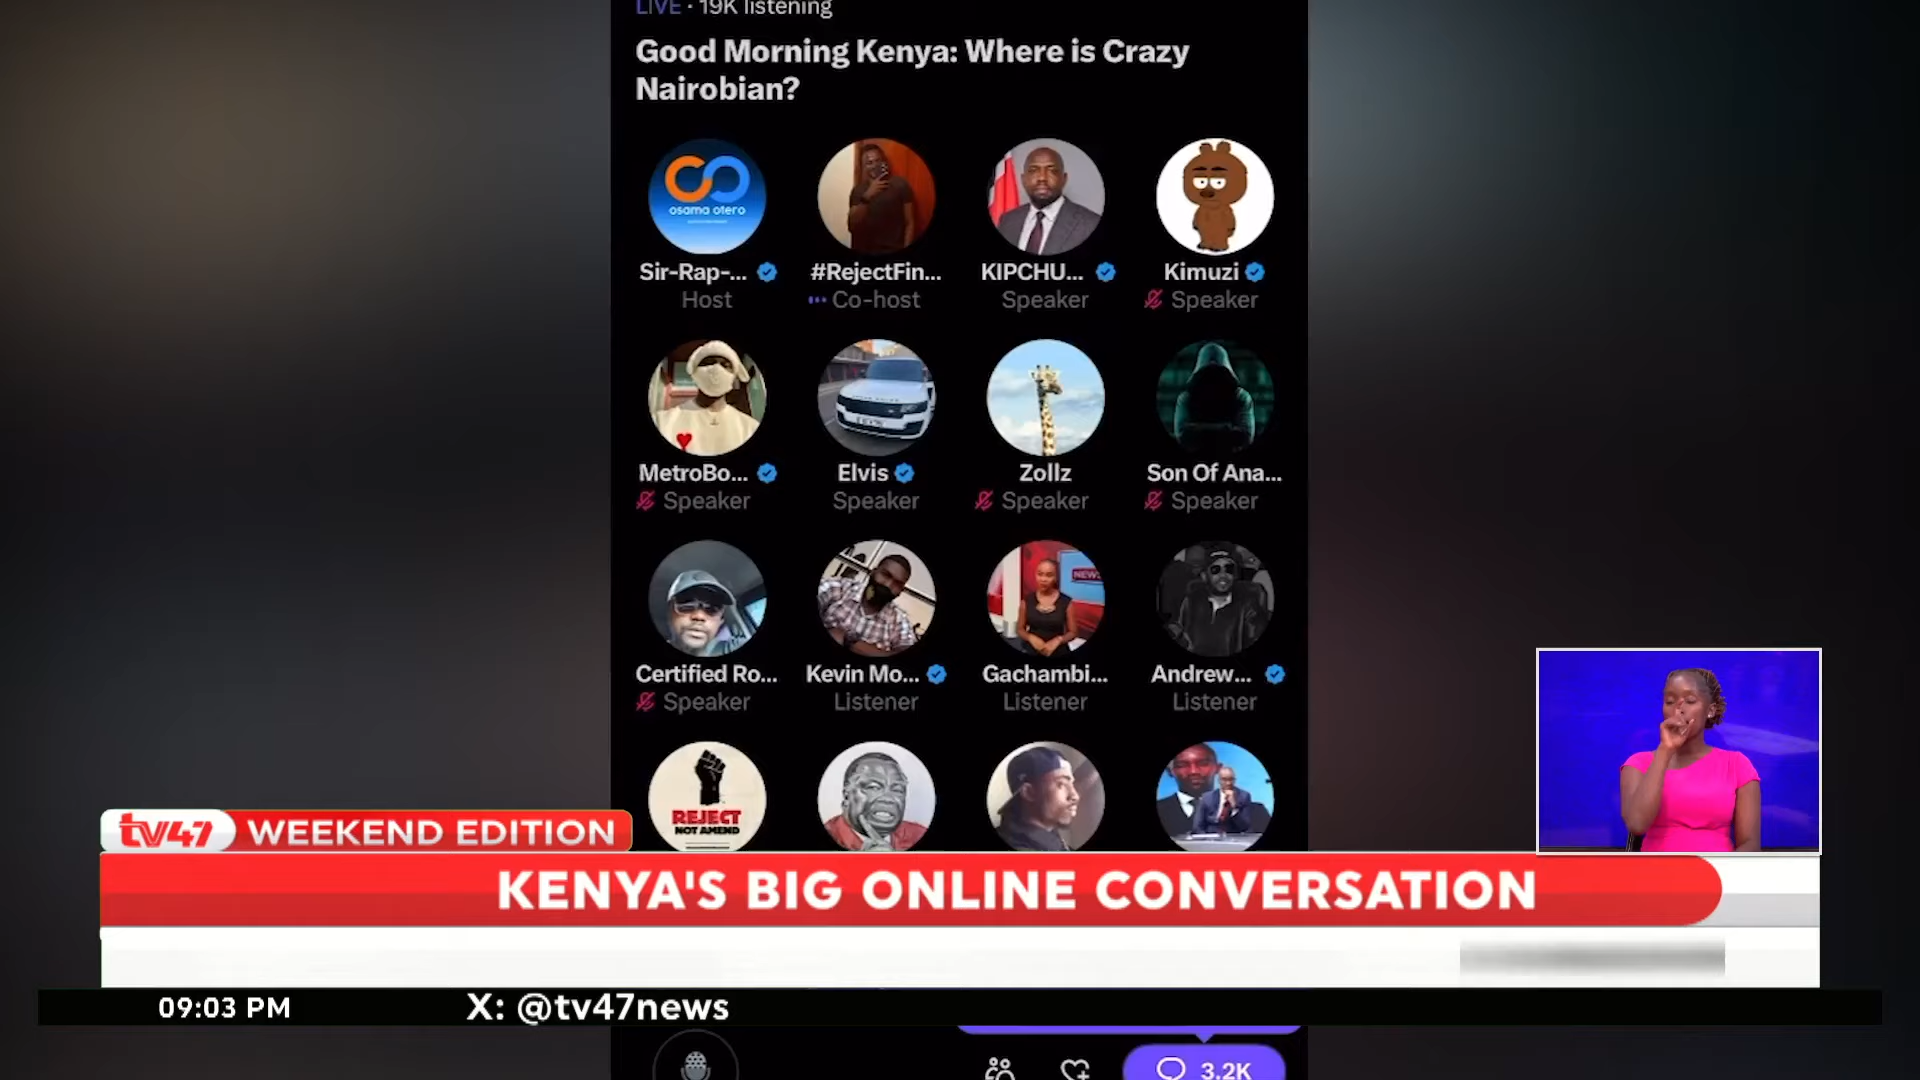 LIVE · 19K listening
Good Morning Kenya: Where is Crazy
Nairobian?
osama otero
Sir-Rap-... #RejectFin... KIPCHU... Kimuzi
Host Co-host Speaker Speaker
MetroBo... Elvis Zollz Son Of Ana...
Speaker Speaker Speaker Speaker
NEWS
Certified Ro... Kevin Mo... Gachambi... Andrew...
Speaker Listener Listener Listener
REJECT
NOT AMEND
tv47 WEEKEND EDITION
KENYA'S BIG ONLINE CONVERSATION
09:03 PM X: @tv47news
3.2K